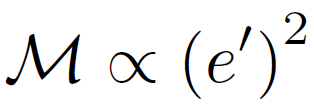 ℳ ∝ (e′)²